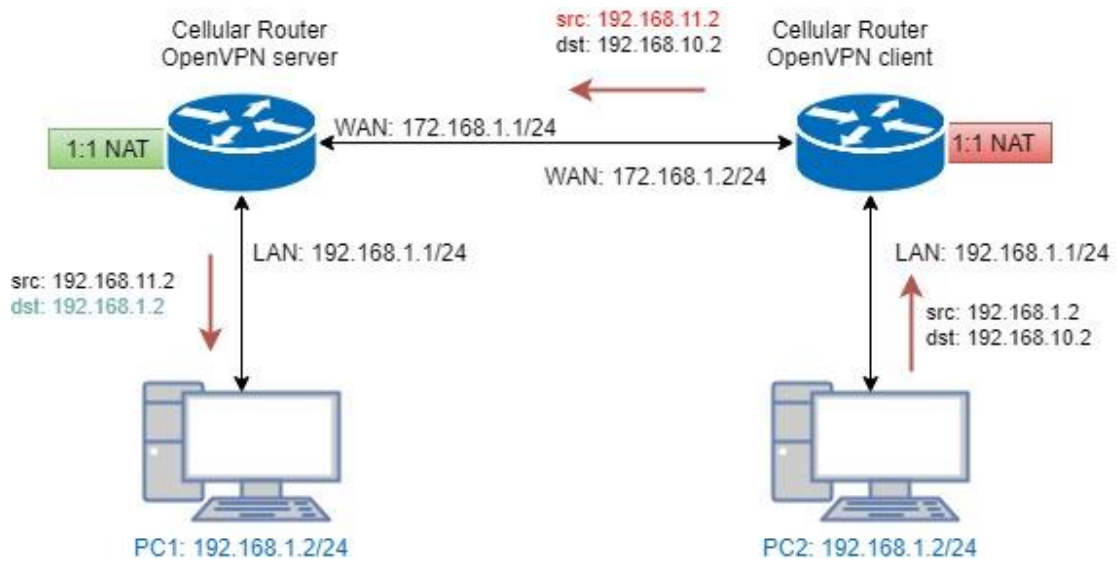 Cellular Router
OpenVPN server
src: 192.168.11.2
dst: 192.168.10.2
Cellular Router
OpenVPN client
1:1 NAT
WAN: 172.168.1.1/24
WAN: 172.168.1.2/24
1:1 NAT
LAN: 192.168.1.1/24
src: 192.168.11.2
dst: 192.168.1.2
LAN: 192.168.1.1/24
src: 192.168.1.2
dst: 192.168.10.2
PC1: 192.168.1.2/24
PC2: 192.168.1.2/24